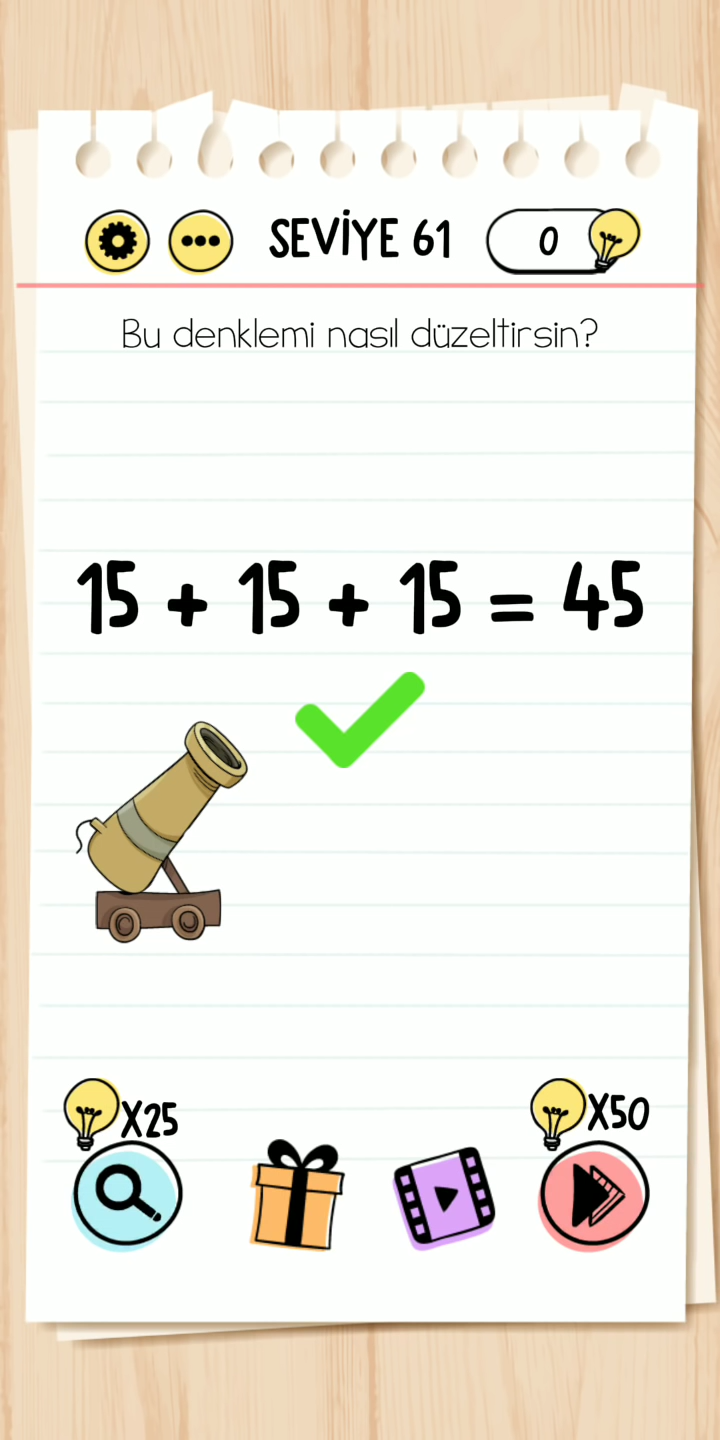 SEVİYE 61
0
Bu denklemi nasıl düzeltirsin?
15 + 15 + 15 = 45
X25
X50